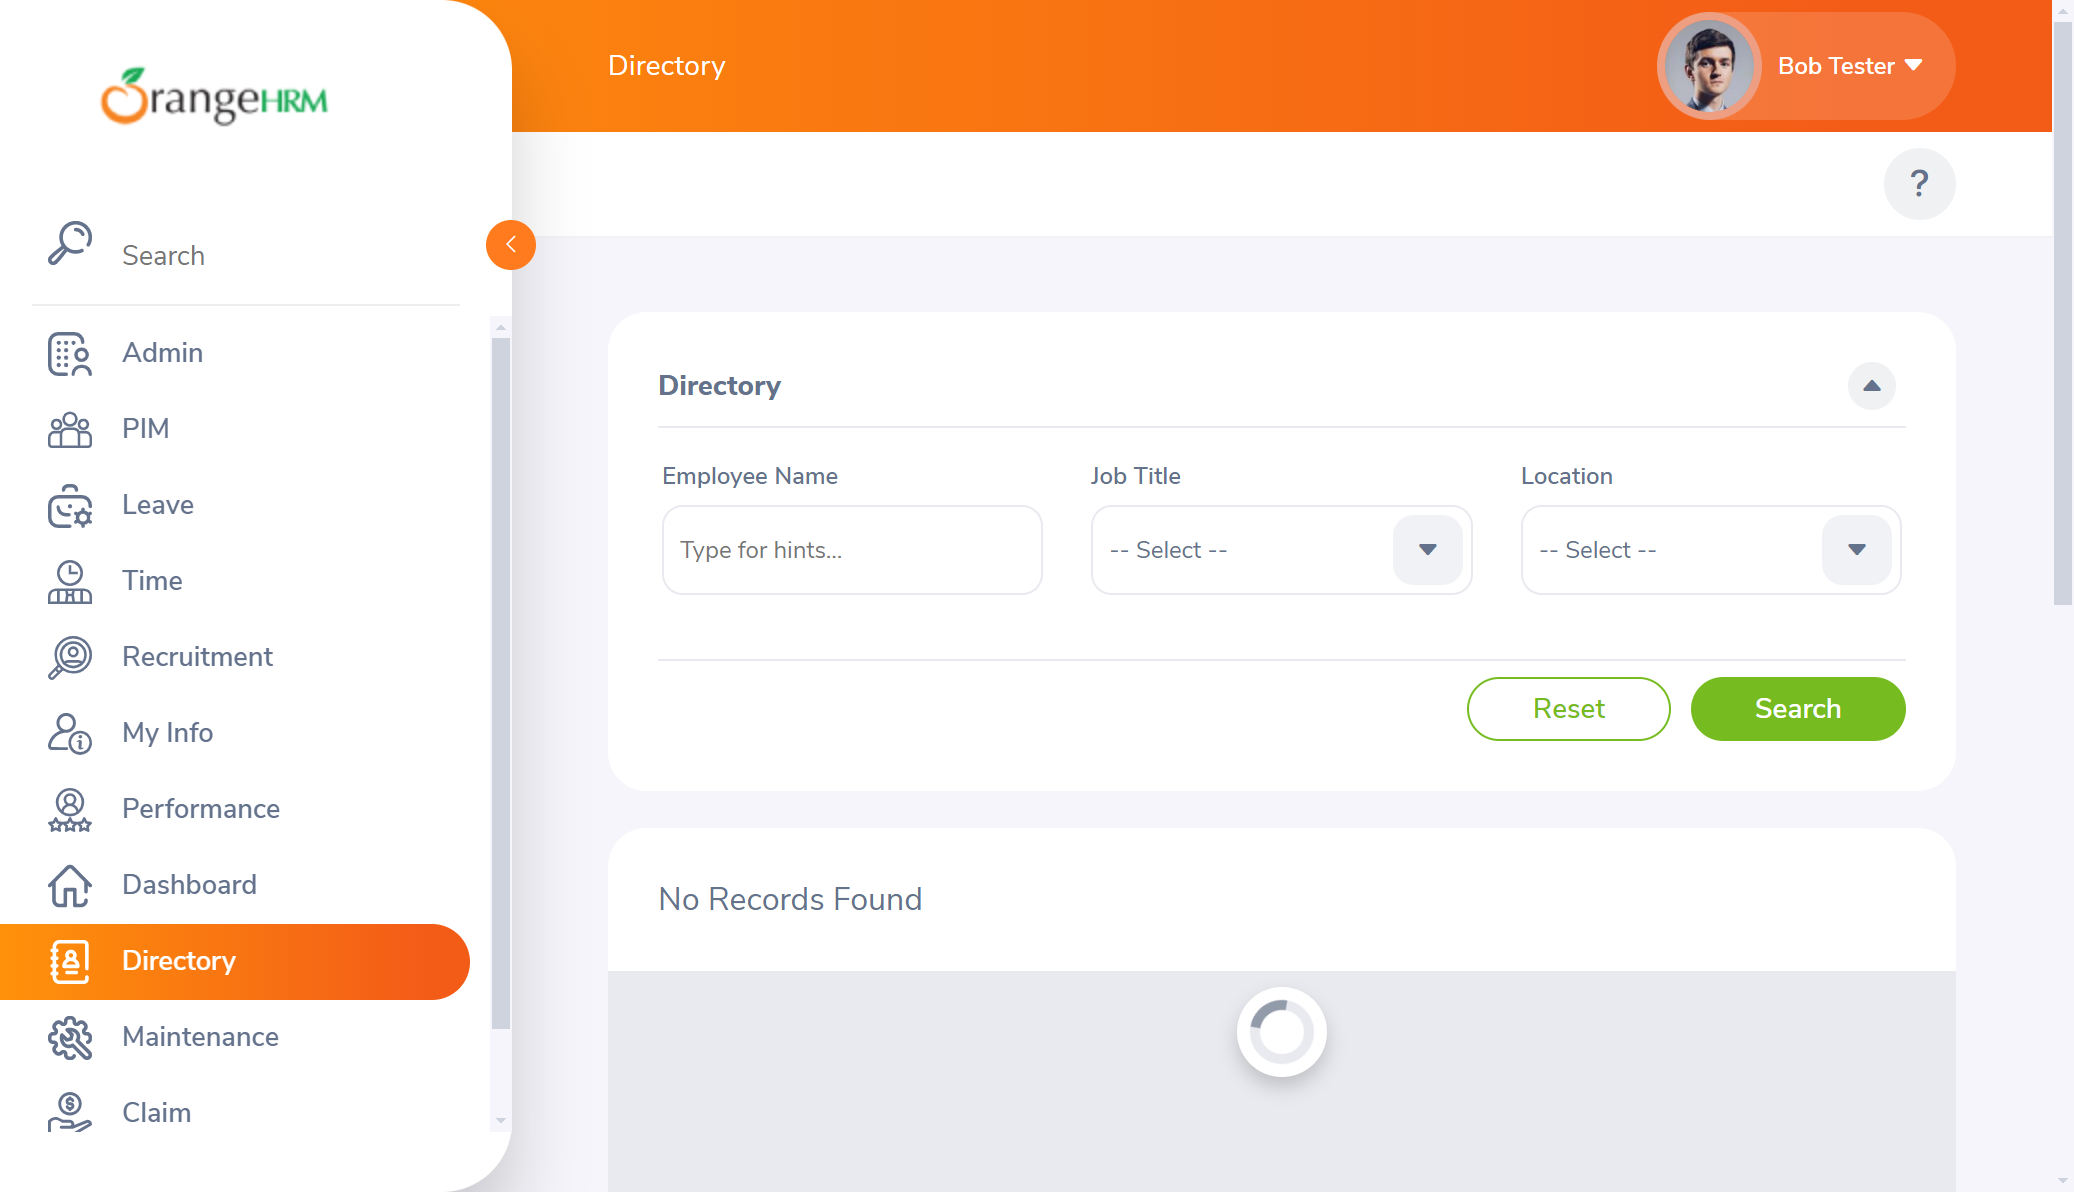 OrangeHRM
Directory
Bob Tester
?
Search
Admin
PIM
Leave
Time
Recruitment
My Info
Performance
Dashboard
Directory
Maintenance
Claim
Directory
Employee Name
Job Title
Location
Type for hints...
-- Select --
-- Select --
Reset
Search
No Records Found